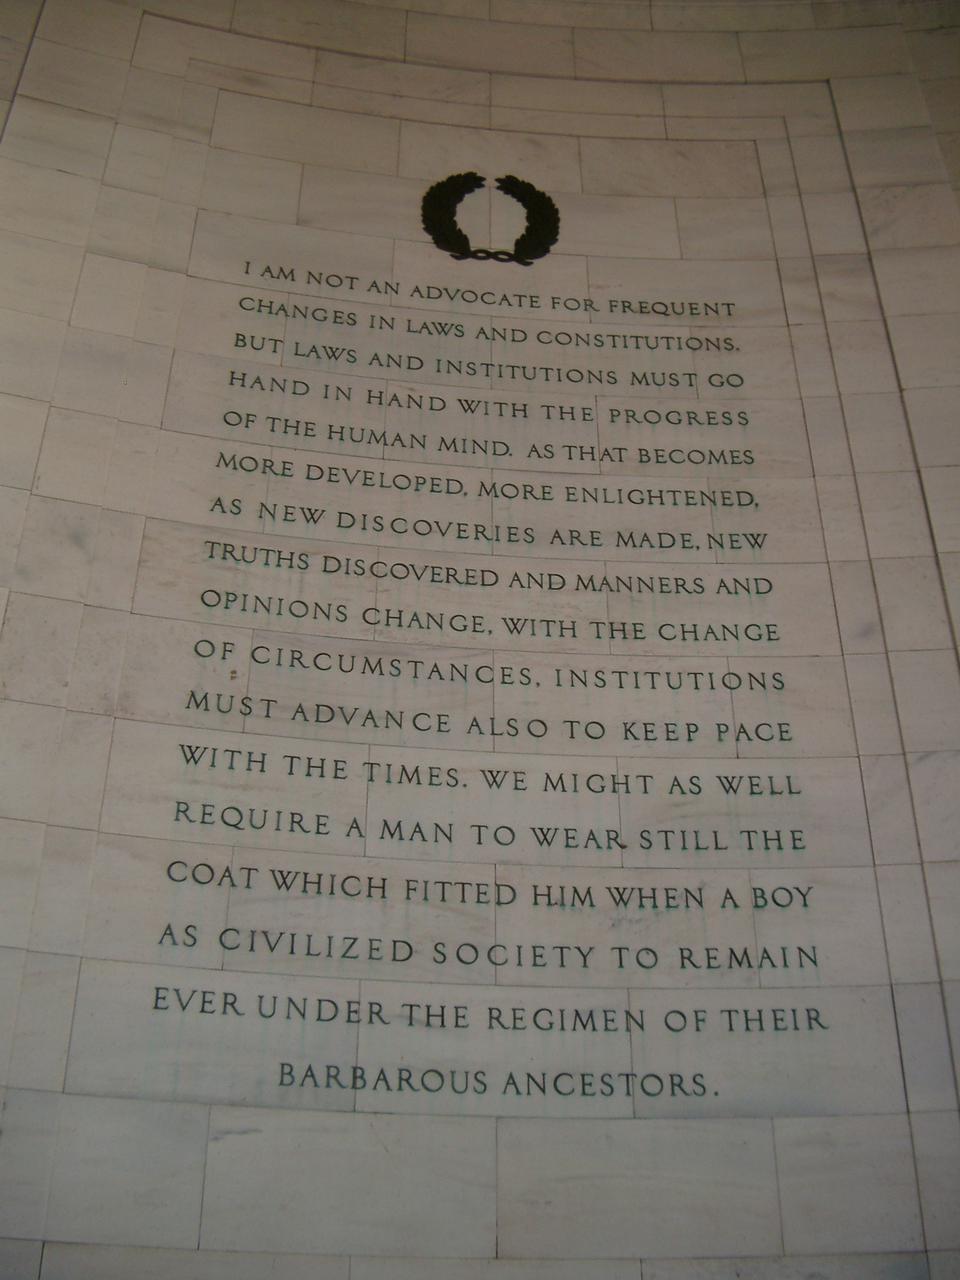 I AM NOT AN ADVOCATE FOR FREQUENT
CHANGES IN LAWS AND CONSTITUTIONS.
BUT LAWS AND INSTITUTIONS MUST GO
HAND IN HAND WITH THE PROGRESS
OF THE HUMAN MIND. AS THAT BECOMES
MORE DEVELOPED, MORE ENLIGHTENED,
AS NEW DISCOVERIES ARE MADE, NEW
TRUTHS DISCOVERED AND MANNERS AND
OPINIONS CHANGE, WITH THE CHANGE
OF CIRCUMSTANCES, INSTITUTIONS
MUST ADVANCE ALSO TO KEEP PACE
WITH THE TIMES. WE MIGHT AS WELL
REQUIRE A MAN TO WEAR STILL THE
COAT WHICH FITTED HIM WHEN A BOY
AS CIVILIZED SOCIETY TO REMAIN
EVER UNDER THE REGIMEN OF THEIR
BARBAROUS ANCESTORS.